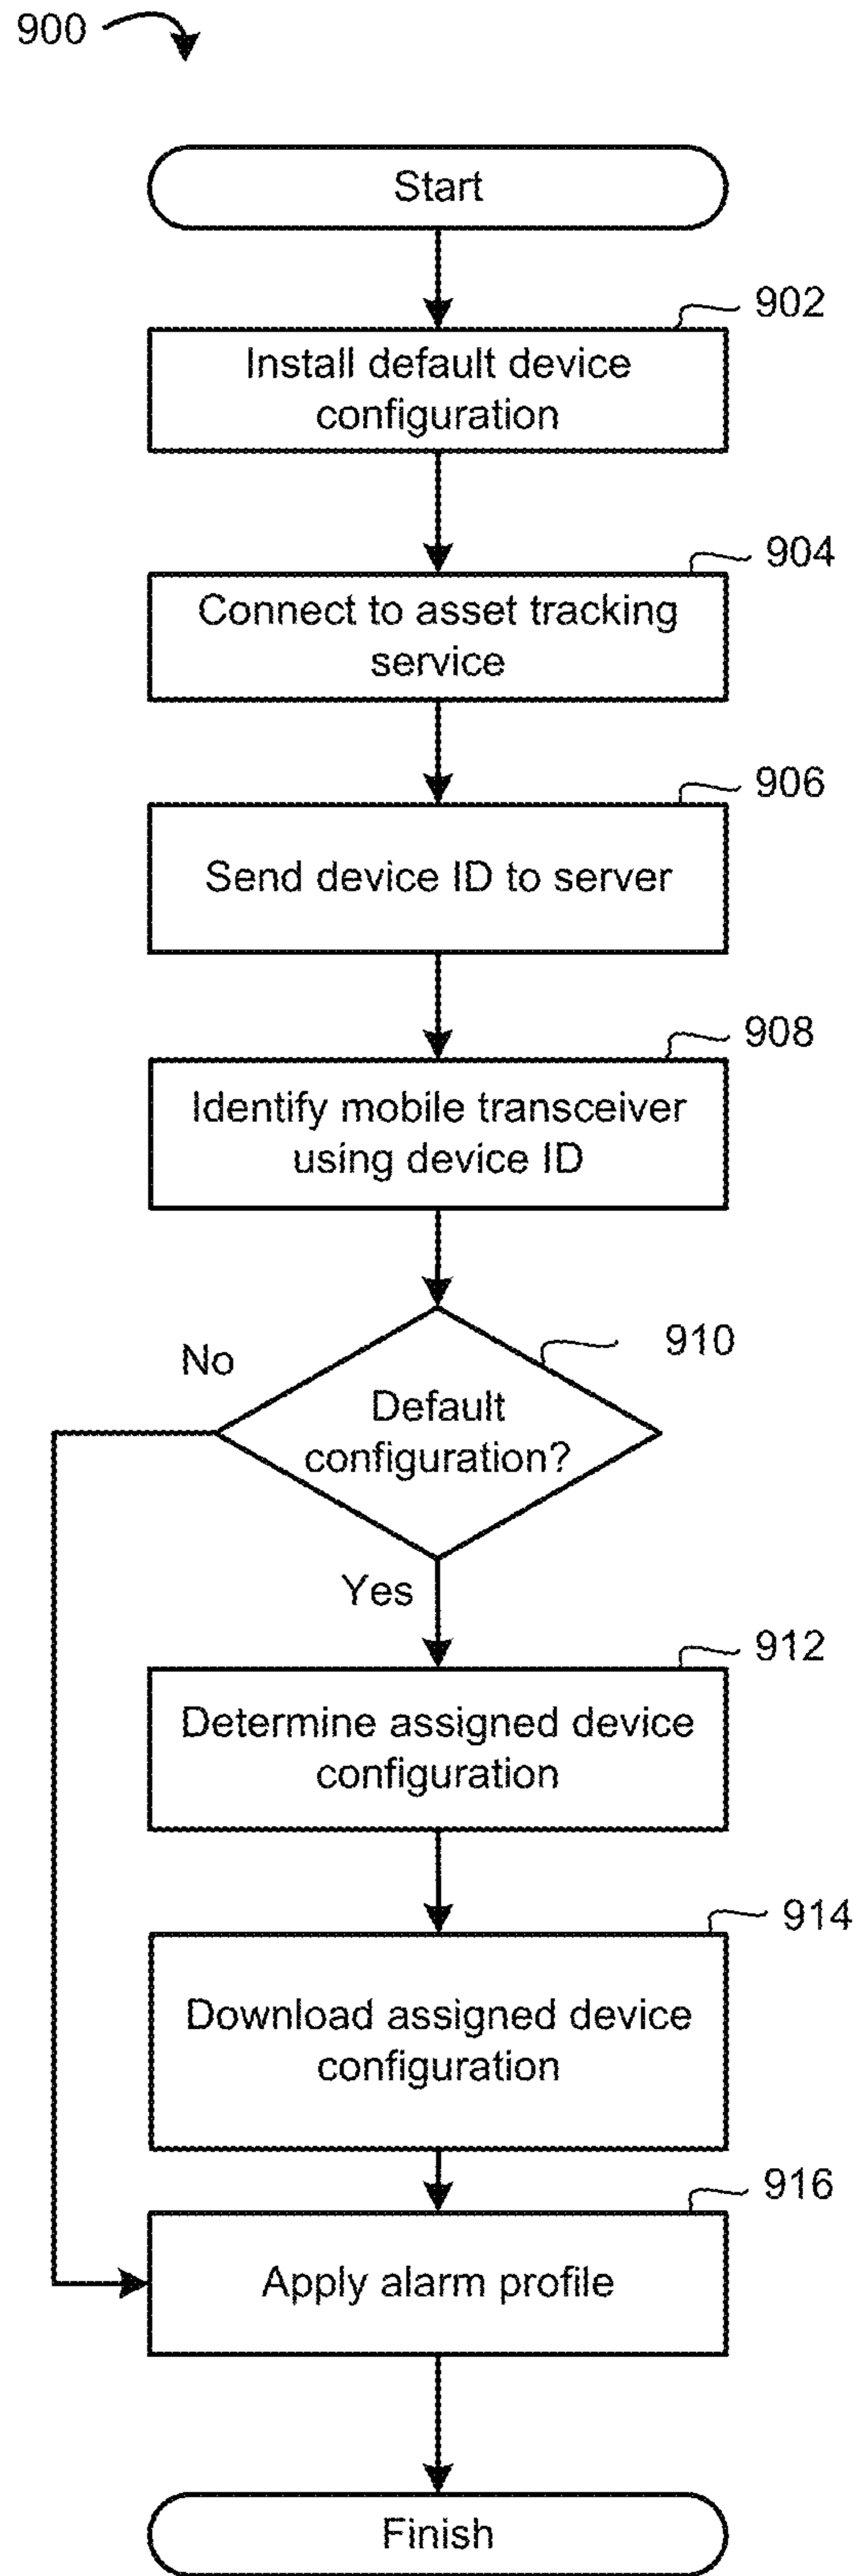 900
Start
902
Install default device
configuration
904
Connect to asset tracking
service
906
Send device ID to server
908
Identify mobile transceiver
using device ID
910
No
Default
configuration?
Yes
912
Determine assigned device
configuration
914
Download assigned device
configuration
916
Apply alarm profile
Finish